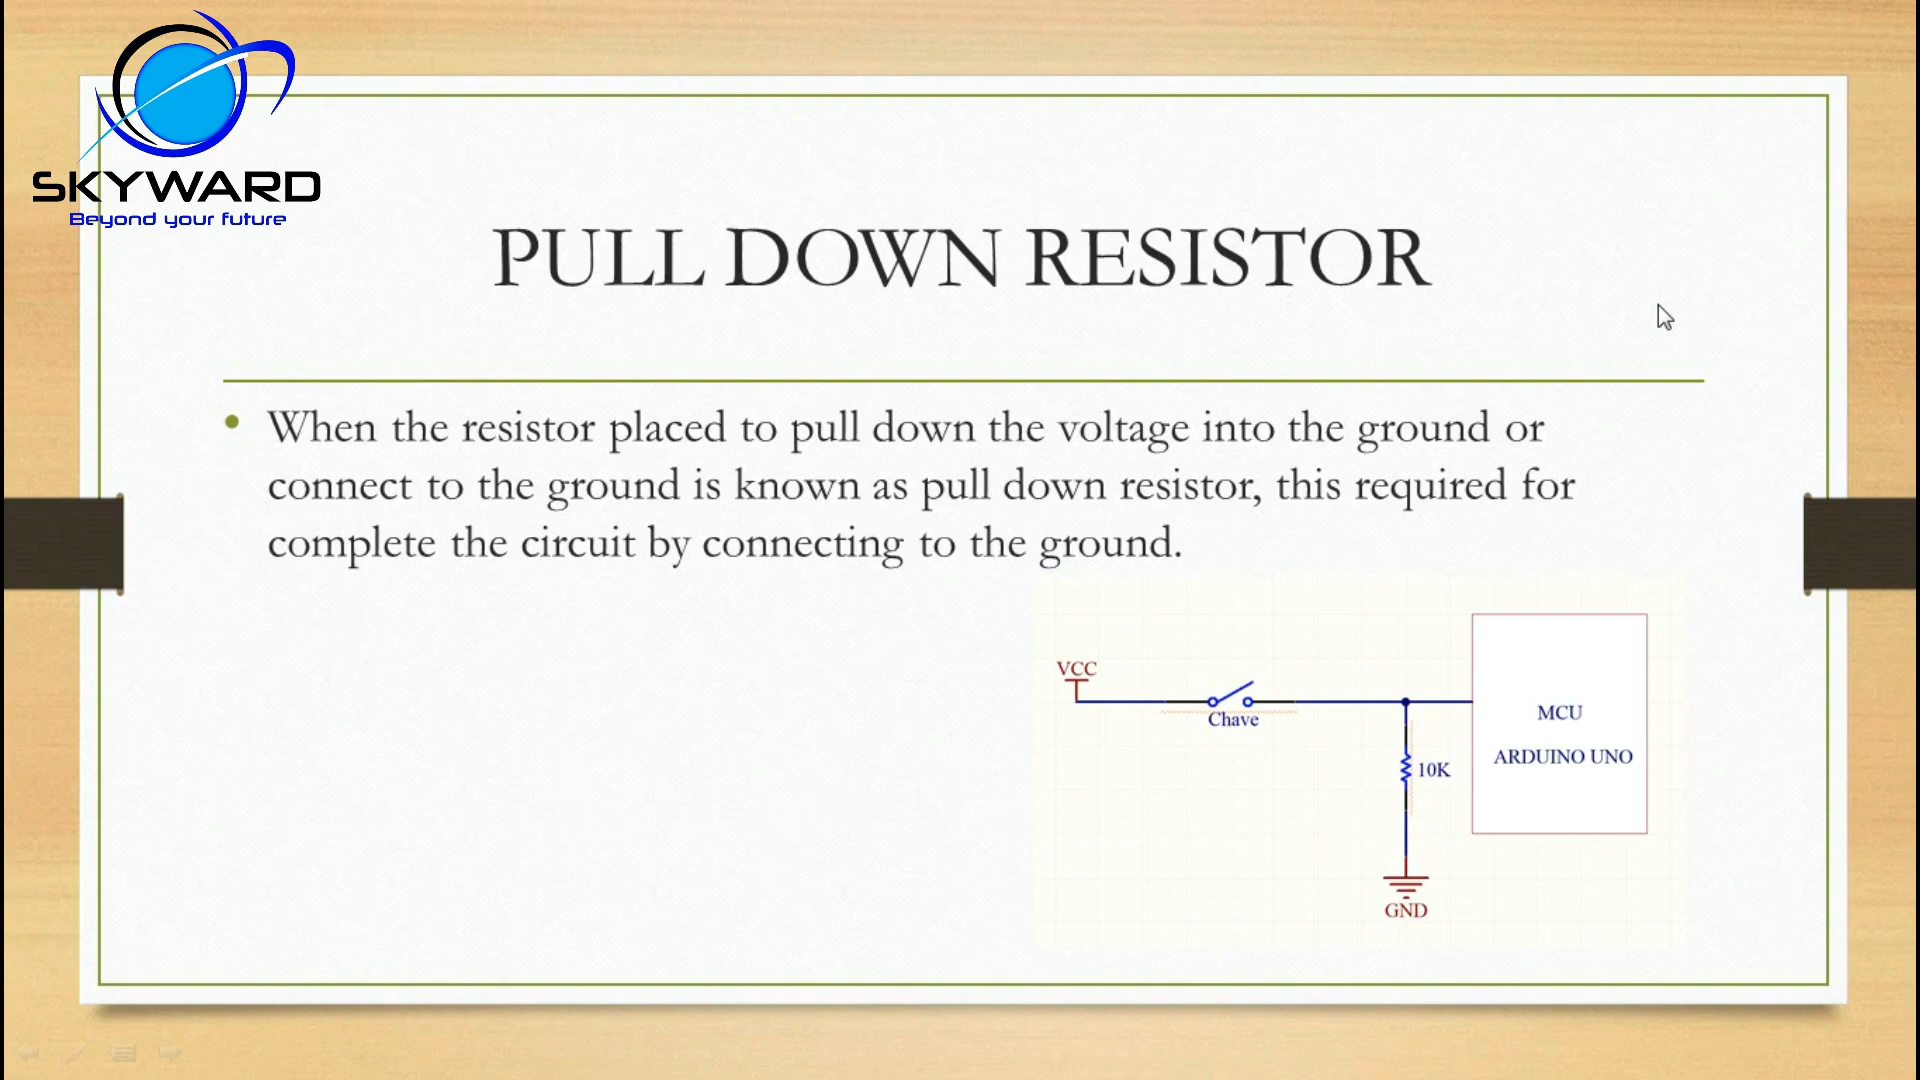 SKYWARD
Beyond your future
PULL DOWN RESISTOR
• When the resistor placed to pull down the voltage into the ground or
connect to the ground is known as pull down resistor, this required for
complete the circuit by connecting to the ground.
VCC
Chave
10K
GND
MCU
ARDUINO UNO